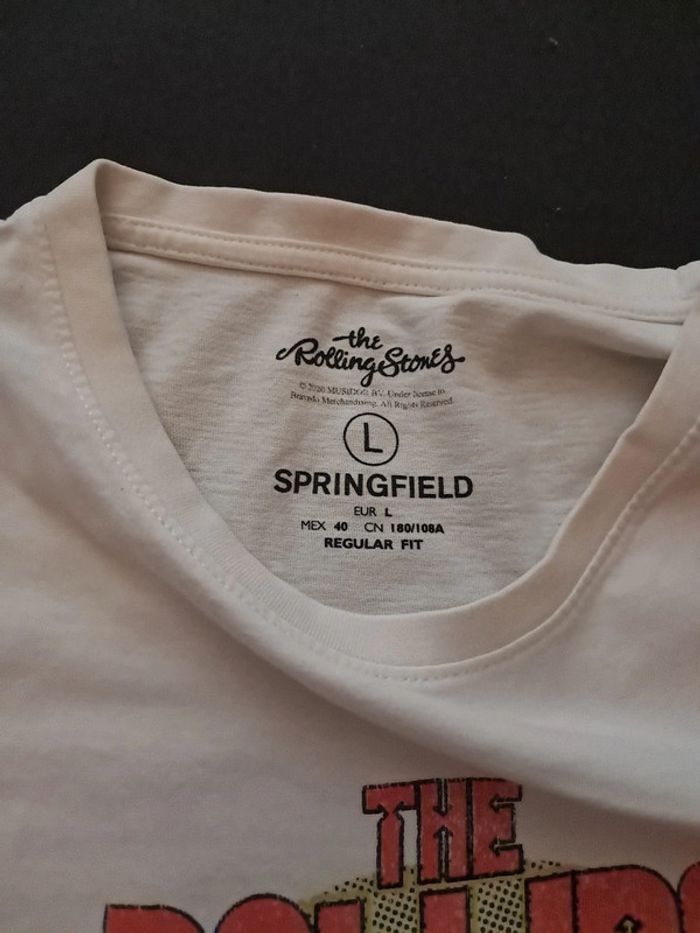 the
Rolling Stones
© 2020 MUSIDOR B.V. Under license to
Bravado Merchandising. All Rights Reserved.
L
SPRINGFIELD
EUR L
MEX 40 CN 180/108A
REGULAR FIT
THE